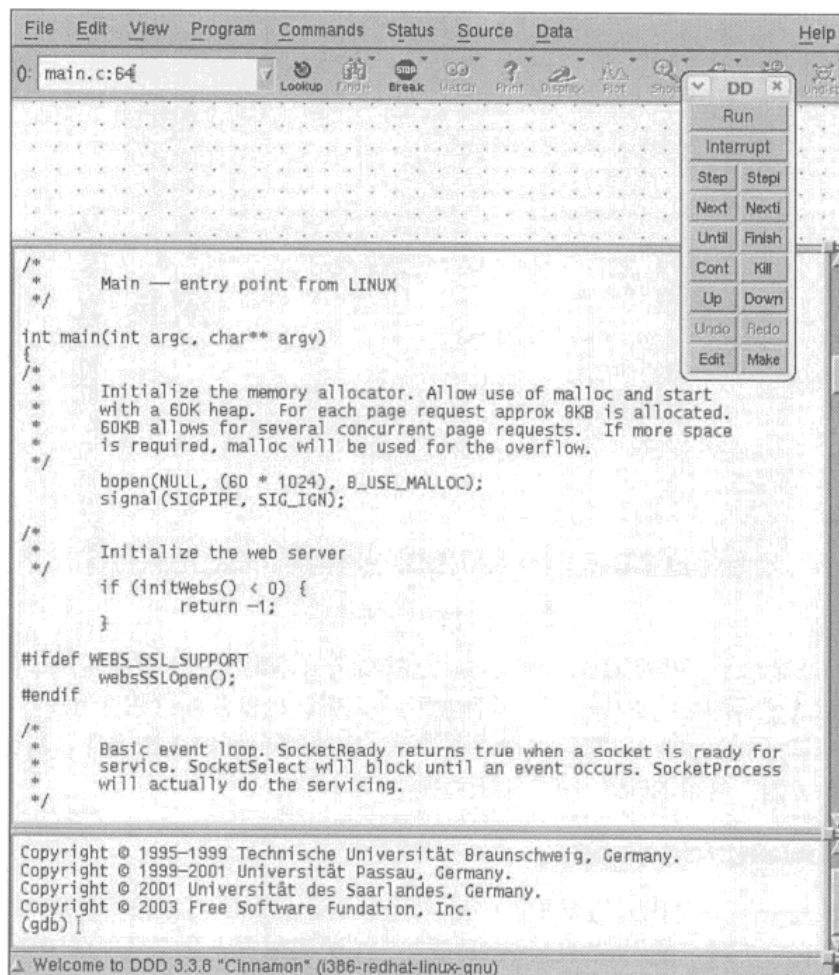 File Edit View Program Commands Status Source Data Help
(): main.c:64
Lookup Find» Break Watch Print Display Plot Show Undisp
DD
Run
Interrupt
Step Stepi
Next Nexti
Until Finish
Cont Kill
Up Down
Undo Redo
Edit Make
/*
 *      Main —— entry point from LINUX
 */
int main(int argc, char** argv)
{
/*
 *      Initialize the memory allocator. Allow use of malloc and start
 *      with a 60K heap.  For each page request approx 8KB is allocated.
 *      60KB allows for several concurrent page requests.  If more space
 *      is required, malloc will be used for the overflow.
 */
        bopen(NULL, (60 * 1024), B_USE_MALLOC);
        signal(SIGPIPE, SIG_IGN);
/*
 *      Initialize the web server
 */
        if (initWebs() < 0) {
                return —1;
        }
#ifdef WEBS_SSL_SUPPORT
        websSSLOpen();
#endif
/*
 *      Basic event loop. SocketReady returns true when a socket is ready for
 *      service. SocketSelect will block until an event occurs. SocketProcess
 *      will actually do the servicing.
 */
Copyright © 1995–1999 Technische Universität Braunschweig, Germany.
Copyright © 1999–2001 Universität Passau, Germany.
Copyright © 2001 Universität des Saarlandes, Germany.
Copyright © 2003 Free Software Fundation, Inc.
(gdb)
Welcome to DDD 3.3.8 "Cinnamon" (i386-redhat-linux-gnu)